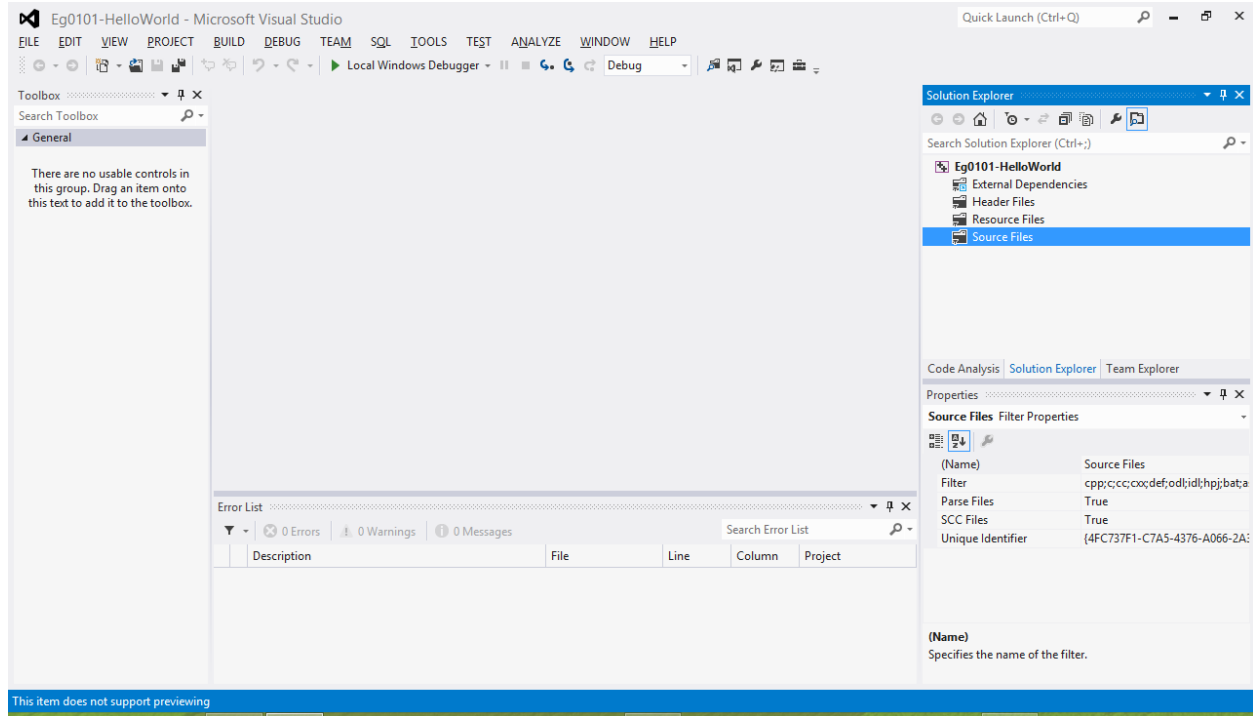 Eg0101-HelloWorld - Microsoft Visual Studio
Quick Launch (Ctrl+Q)
FILE EDIT VIEW PROJECT BUILD DEBUG TEAM SQL TOOLS TEST ANALYZE WINDOW HELP
Local Windows Debugger
Debug
Toolbox
Search Toolbox
General
There are no usable controls in
this group. Drag an item onto
this text to add it to the toolbox.
Error List
0 Errors 0 Warnings 0 Messages
Search Error List
Description File Line Column Project
Solution Explorer
Search Solution Explorer (Ctrl+;)
Eg0101-HelloWorld
External Dependencies
Header Files
Resource Files
Source Files
Code Analysis Solution Explorer Team Explorer
Properties
Source Files Filter Properties
(Name) Source Files
Filter cpp;c;cc;cxx;def;odl;idl;hpj;bat;a
Parse Files True
SCC Files True
Unique Identifier {4FC737F1-C7A5-4376-A066-2A3
(Name)
Specifies the name of the filter.
This item does not support previewing